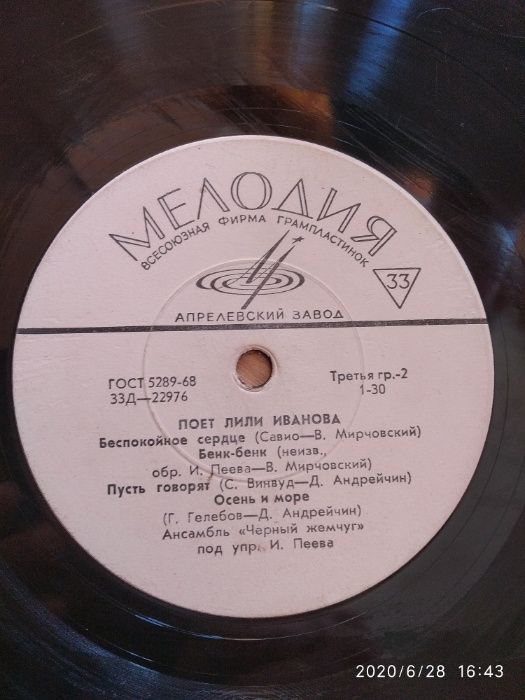 МЕЛОДИЯ
ВСЕСОЮЗНАЯ ФИРМА ГРАМПЛАСТИНОК
33
АПРЕЛЕВСКИЙ ЗАВОД
ГОСТ 5289-68
Третья гр.-2
33Д—22976
1-30
ПОЕТ ЛИЛИ ИВАНОВА
Беспокойное сердце (Савио—В. Мирчовский)
Бенк-бенк (неизв.,
обр. И. Пеева—В. Мирчовский)
Пусть говорят (С. Винвуд—Д. Андрейчин)
Осень и море
(Г. Гелебов—Д. Андрейчин)
Ансамбль «Черный жемчуг»
под упр. И. Пеева
2020/6/28 16:43